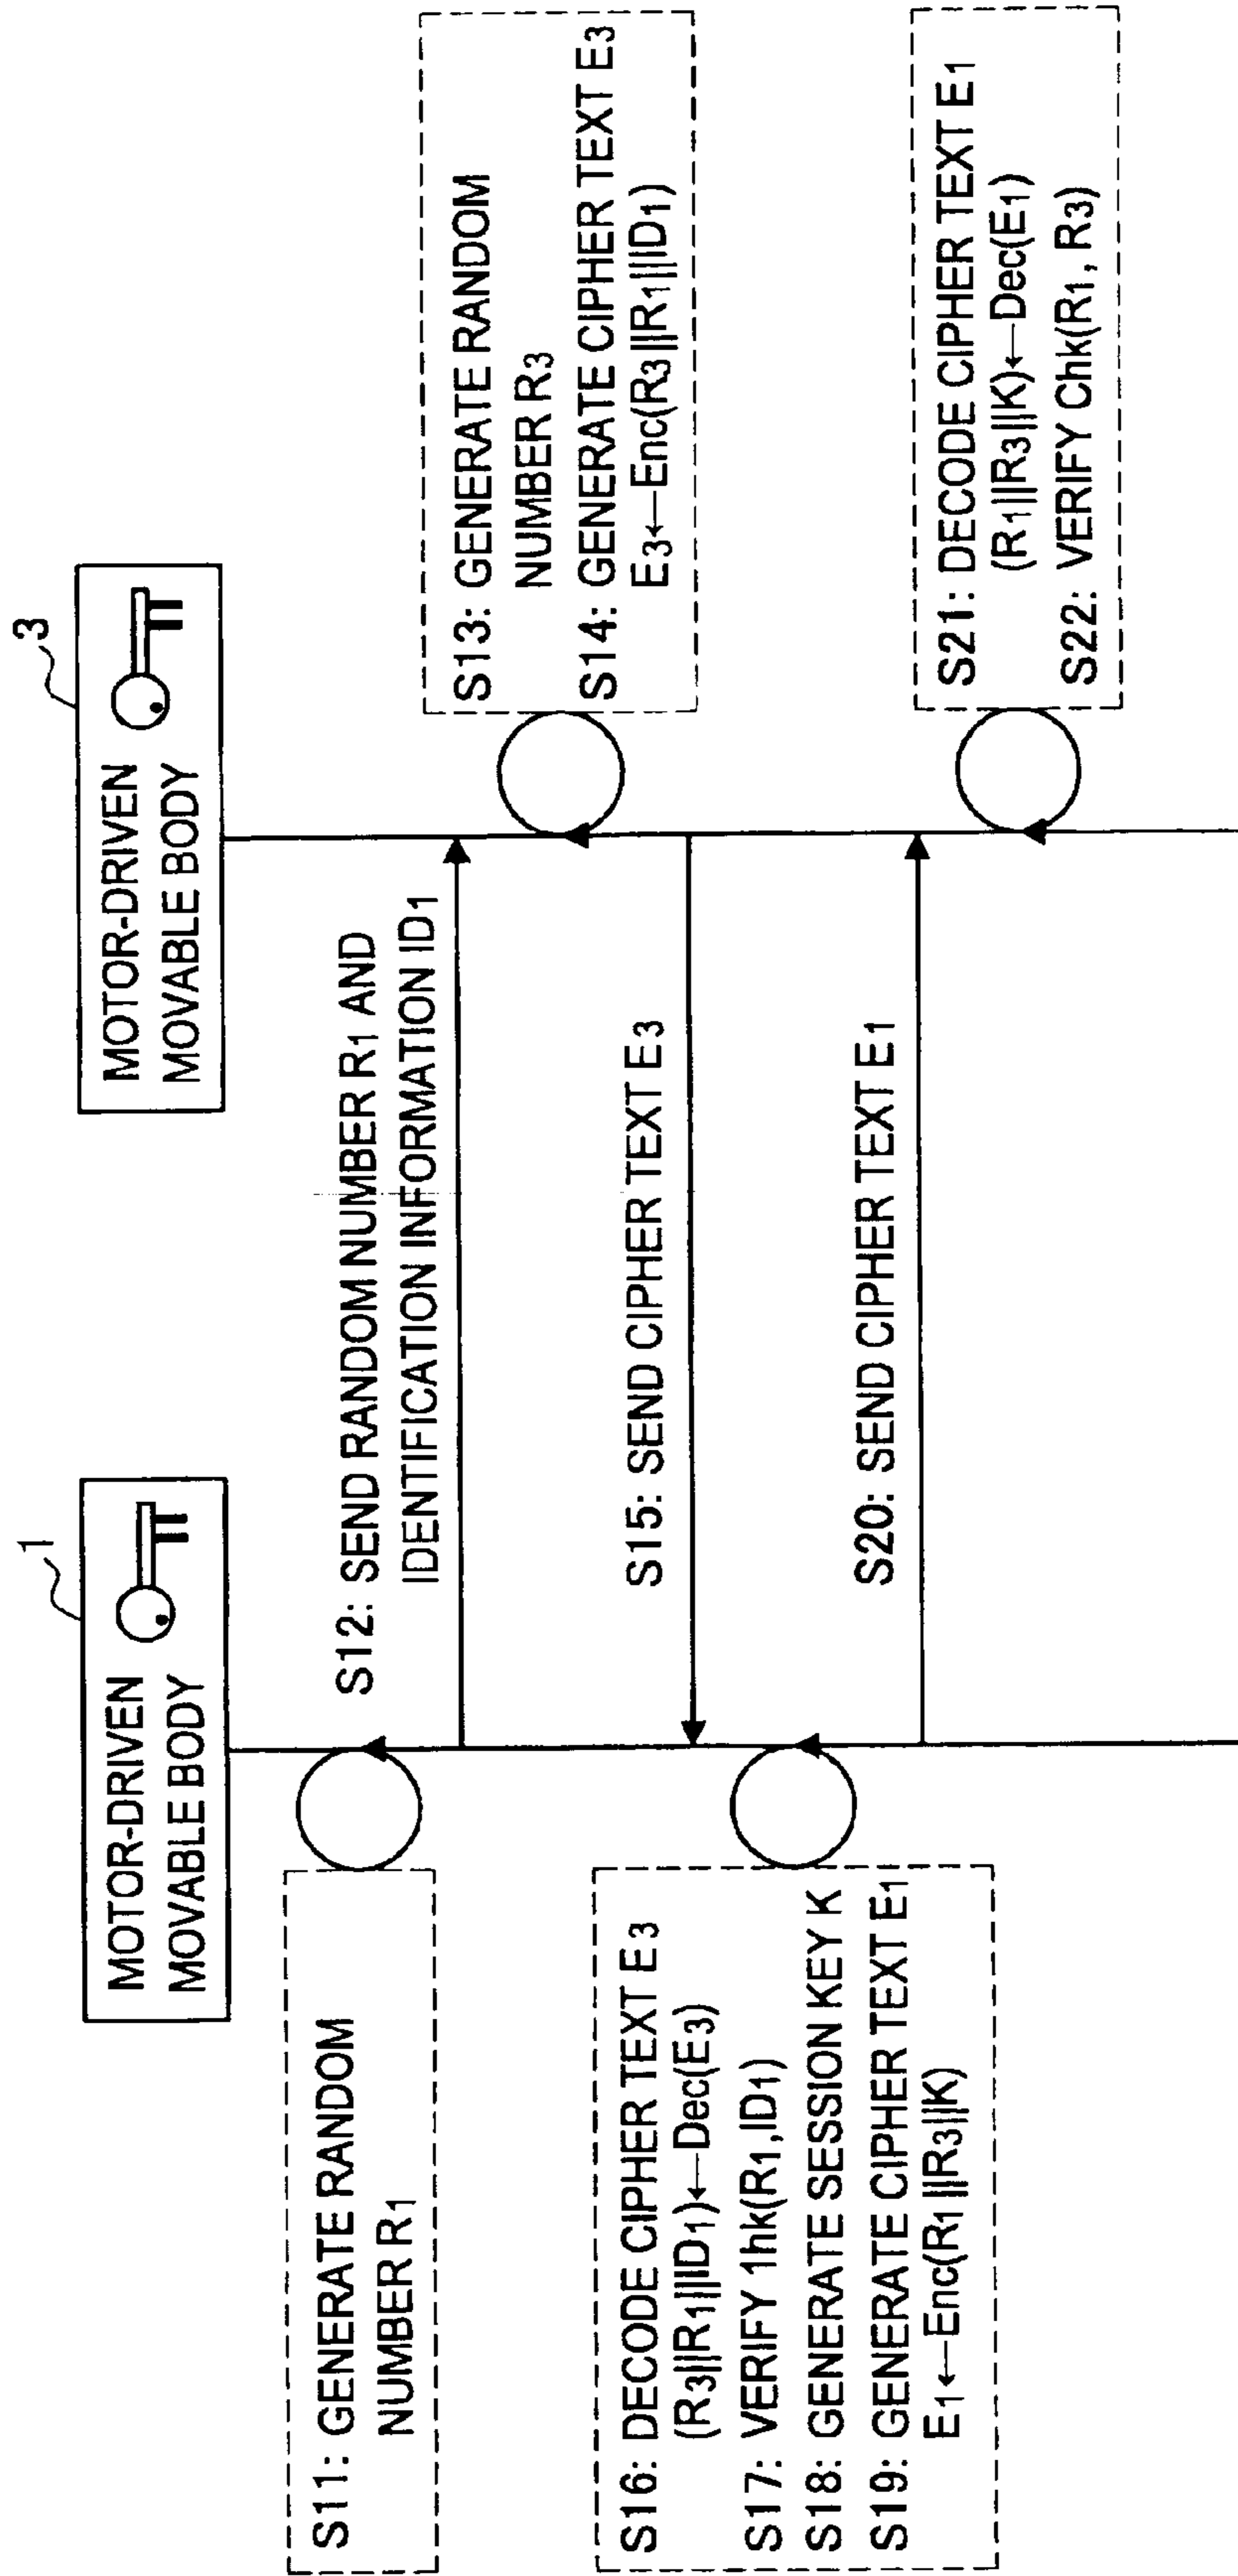 1
MOTOR-DRIVEN
MOVABLE BODY
3
MOTOR-DRIVEN
MOVABLE BODY
S11: GENERATE RANDOM
NUMBER R1
S12: SEND RANDOM NUMBER R1 AND
IDENTIFICATION INFORMATION ID1
S13: GENERATE RANDOM
NUMBER R3
S14: GENERATE CIPHER TEXT E3
E3←Enc(R3||R1||ID1)
S15: SEND CIPHER TEXT E3
S16: DECODE CIPHER TEXT E3
(R3||R1||ID1)←Dec(E3)
S17: VERIFY 1hk(R1,ID1)
S18: GENERATE SESSION KEY K
S19: GENERATE CIPHER TEXT E1
E1←Enc(R1||R3||K)
S20: SEND CIPHER TEXT E1
S21: DECODE CIPHER TEXT E1
(R1||R3||K)←Dec(E1)
S22: VERIFY Chk(R1, R3)